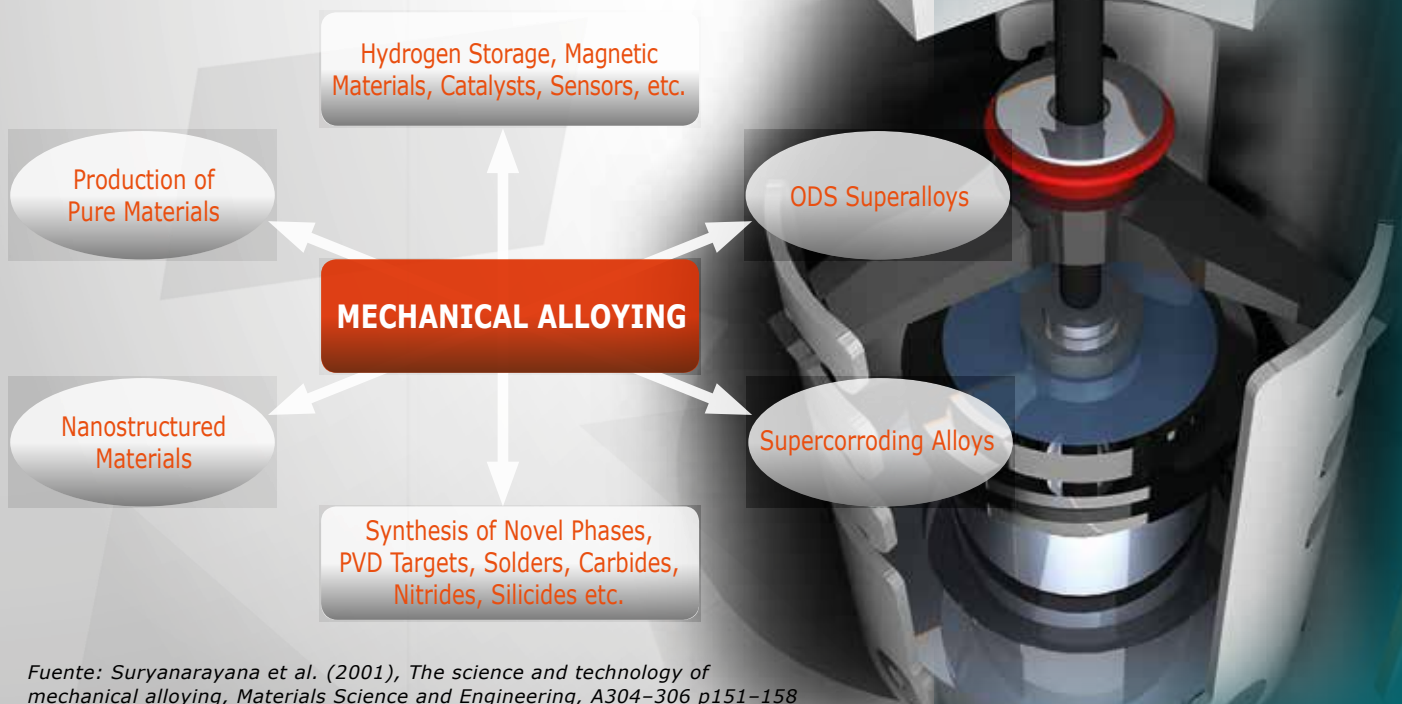 Hydrogen Storage, Magnetic
Materials, Catalysts, Sensors, etc.
Production of
Pure Materials
ODS Superalloys
MECHANICAL ALLOYING
Nanostructured
Materials
Supercorroding Alloys
Synthesis of Novel Phases,
PVD Targets, Solders, Carbides,
Nitrides, Silicides etc.
Fuente: Suryanarayana et al. (2001), The science and technology of
mechanical alloying, Materials Science and Engineering, A304–306 p151–158